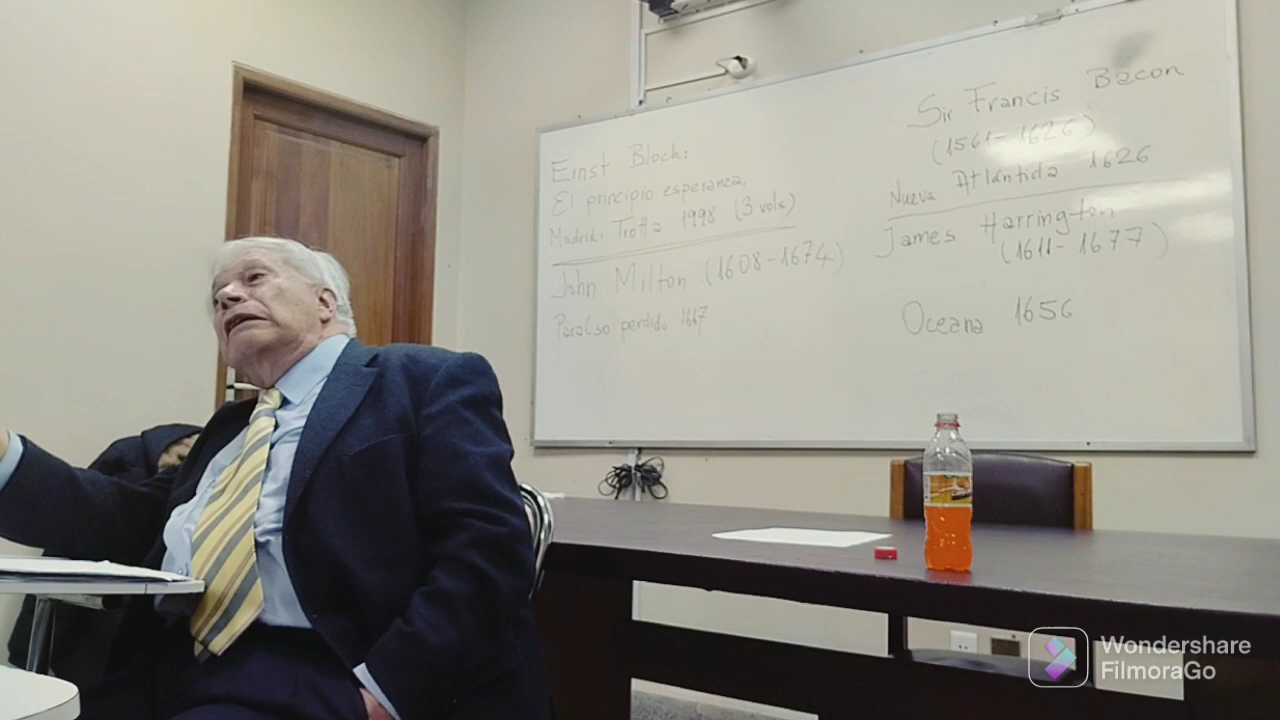 Ernst Bloch:
El principio esperanza,
Madrid: Trotta 1998 (3 vols)
John Milton (1608-1674)
Paraíso perdido 1667
Sir Francis Bacon
(1561-1626)
Nueva Atlántida 1626
James Harrington
(1611-1677)
Oceana 1656
Wondershare
FilmoraGo